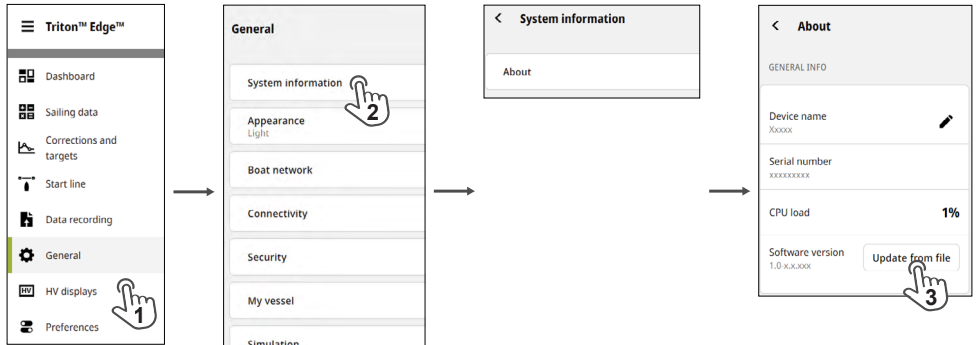 Triton™ Edge™
Dashboard
Sailing data
Corrections and
targets
Start line
Data recording
General
HV HV displays
1
Preferences
General
System information
2
Appearance
Light
Boat network
Connectivity
Security
My vessel
Simulation
< System information
About
< About
GENERAL INFO
Device name
Xxxxx
Serial number
xxxxxxxxx
CPU load 1%
Software version
1.0-x.x.xxx
Update from file
3